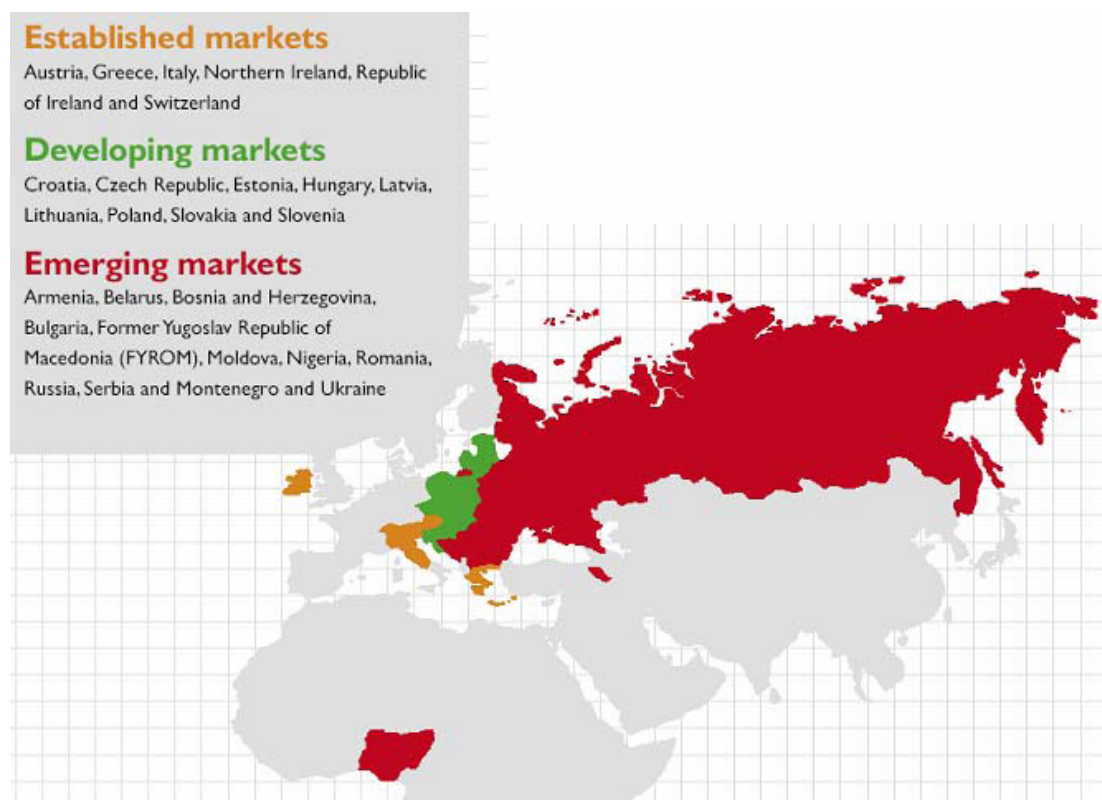 Established markets
Austria, Greece, Italy, Northern Ireland, Republic
of Ireland and Switzerland
Developing markets
Croatia, Czech Republic, Estonia, Hungary, Latvia,
Lithuania, Poland, Slovakia and Slovenia
Emerging markets
Armenia, Belarus, Bosnia and Herzegovina,
Bulgaria, Former Yugoslav Republic of
Macedonia (FYROM), Moldova, Nigeria, Romania,
Russia, Serbia and Montenegro and Ukraine